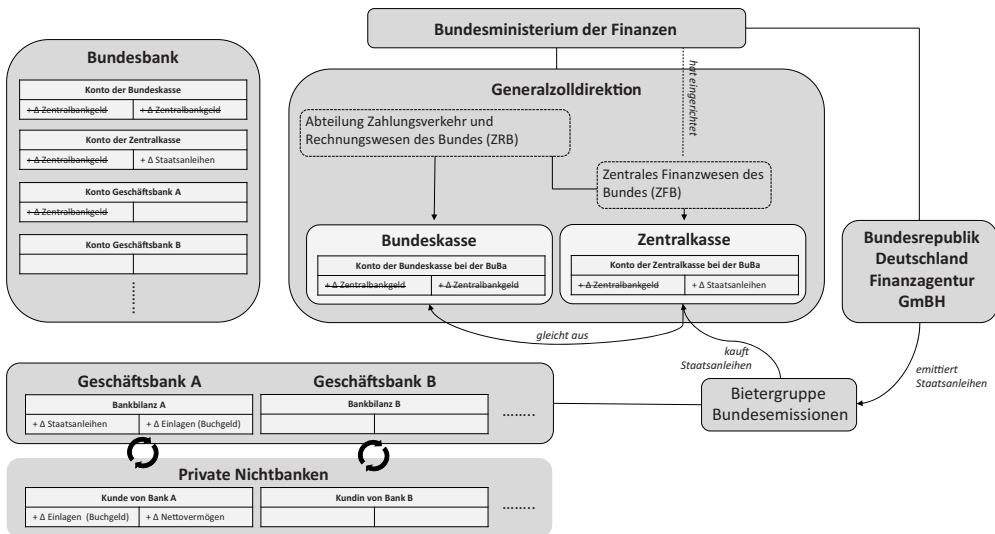 Bundesministerium der Finanzen
Bundesbank
Konto der Bundeskasse
+ Δ Zentralbankgeld
+ Δ Zentralbankgeld
Konto der Zentralkasse
+ Δ Zentralbankgeld
+ Δ Staatsanleihen
Konto Geschäftsbank A
+ Δ Zentralbankgeld
Konto Geschäftsbank B
hat eingerichtet
Generalzolldirektion
Abteilung Zahlungsverkehr und
Rechnungswesen des Bundes (ZRB)
Zentrales Finanzwesen des
Bundes (ZFB)
Bundeskasse
Konto der Bundeskasse bei der BuBa
+ Δ Zentralbankgeld
+ Δ Zentralbankgeld
Zentralkasse
Konto der Zentralkasse bei der BuBa
+ Δ Zentralbankgeld
+ Δ Staatsanleihen
Bundesrepublik
Deutschland
Finanzagentur
GmBH
gleicht aus
kauft
Staatsanleihen
emittiert
Staatsanleihen
Bietergruppe
Bundesemissionen
Geschäftsbank A
Bankbilanz A
+ Δ Staatsanleihen
+ Δ Einlagen (Buchgeld)
Geschäftsbank B
Bankbilanz B
........
Private Nichtbanken
Kunde von Bank A
+ Δ Einlagen (Buchgeld)
+ Δ Nettovermögen
Kundin von Bank B
........